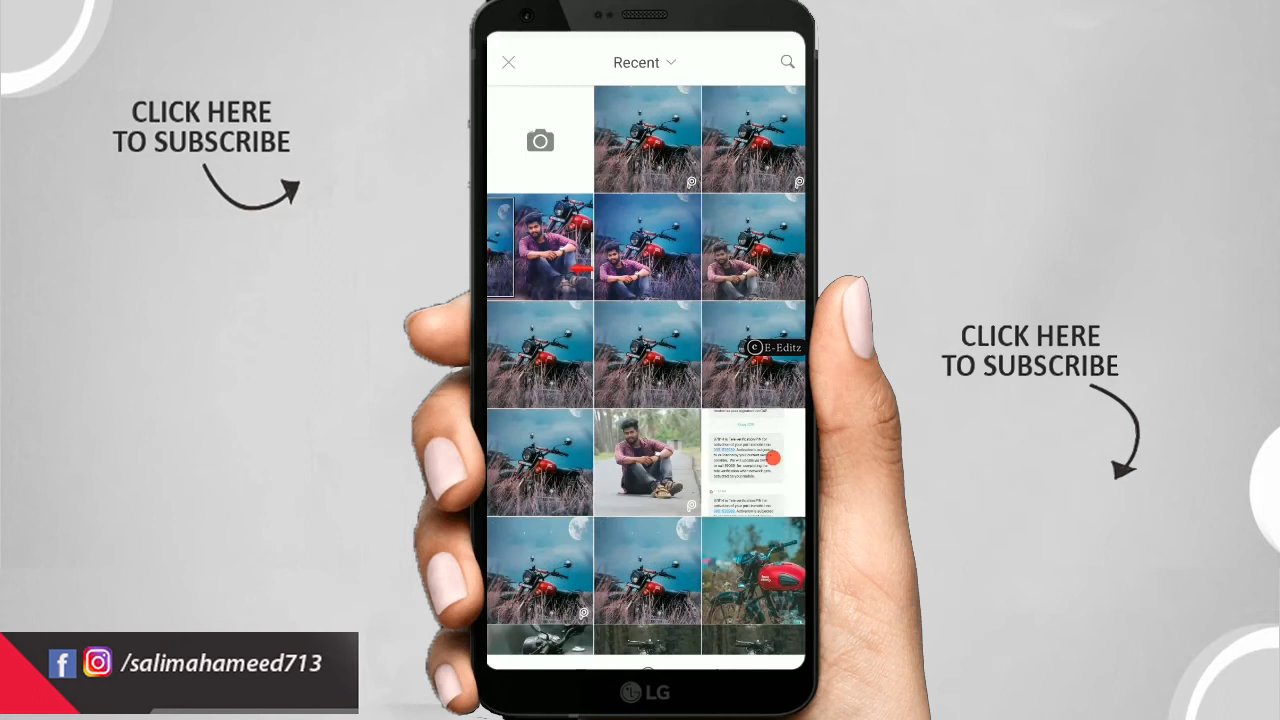 Recent
CLICK HERE
TO SUBSCRIBE
E-Editz
CLICK HERE
TO SUBSCRIBE
/salimahameed713
LG